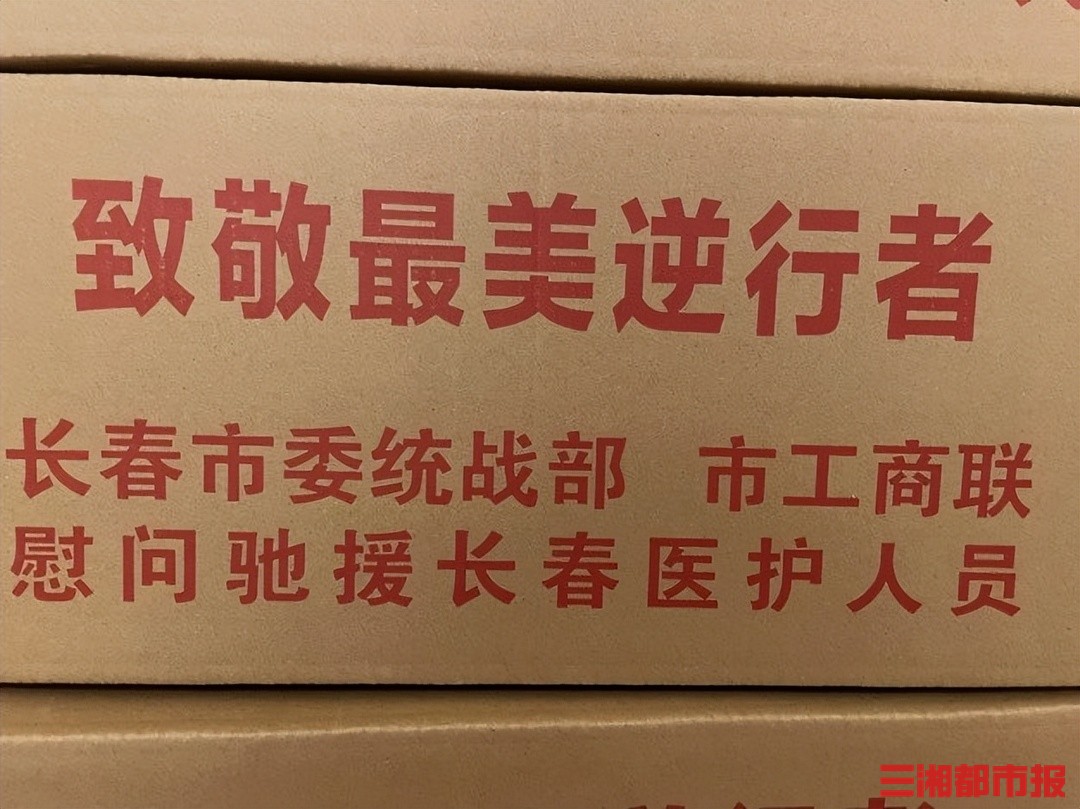 致敬最美逆行者
长春市委统战部 市工商联
慰问驰援长春医护人员
三湘都市报